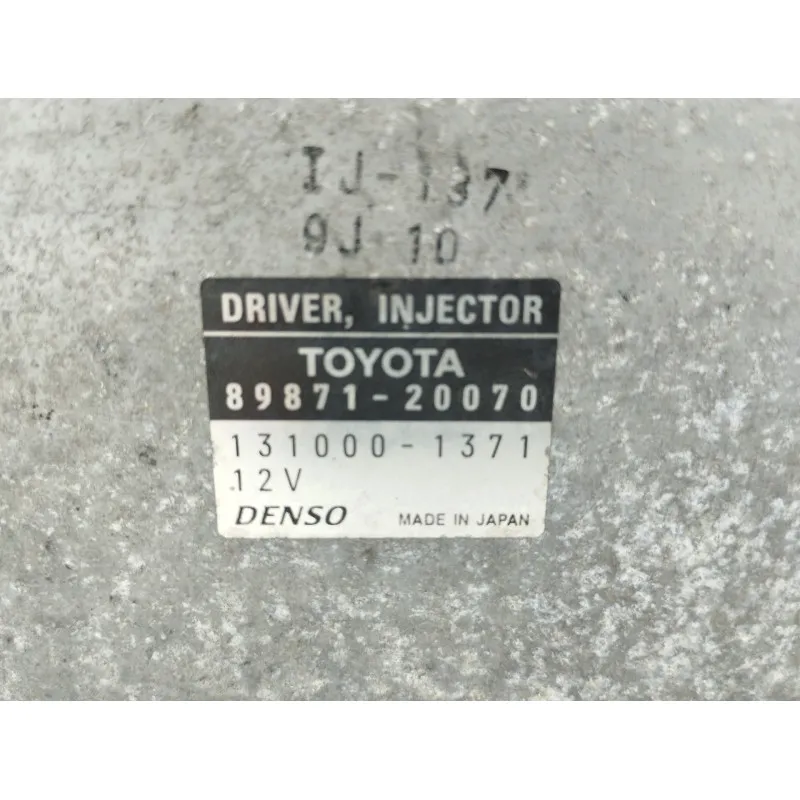 IJ-137
9J 10
DRIVER, INJECTOR
TOYOTA
89871-20070
131000-1371
12V
DENSO MADE IN JAPAN